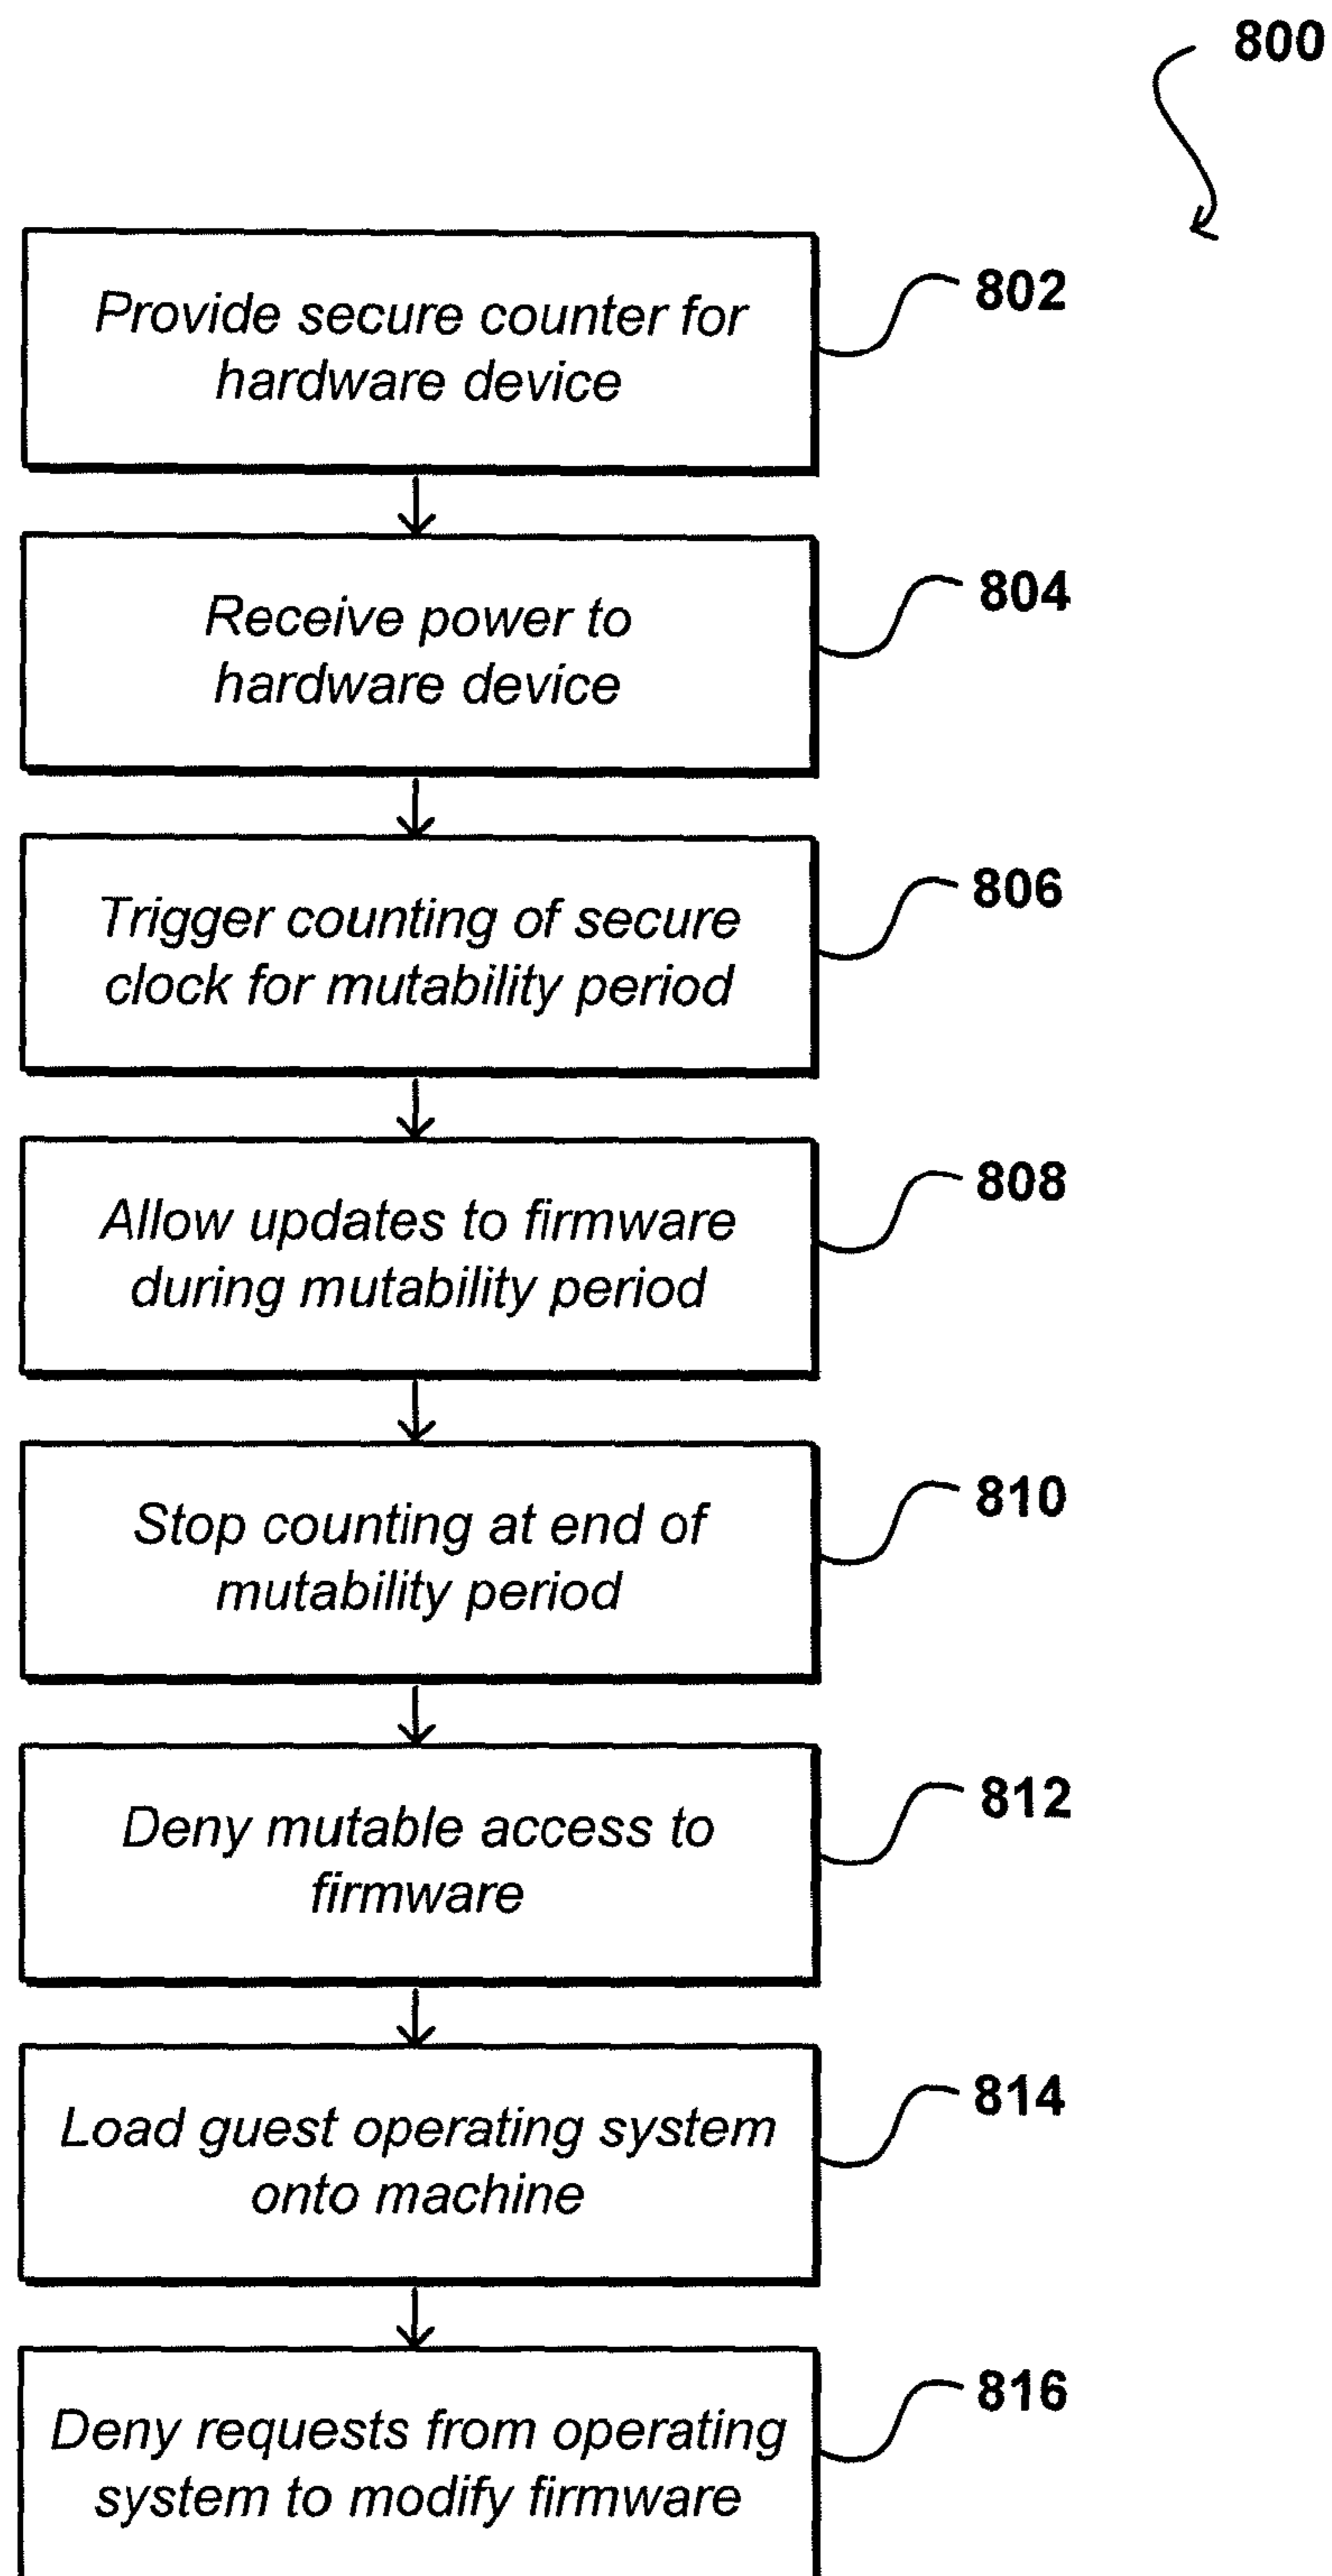 800
Provide secure counter for
hardware device
802
Receive power to
hardware device
804
Trigger counting of secure
clock for mutability period
806
Allow updates to firmware
during mutability period
808
Stop counting at end of
mutability period
810
Deny mutable access to
firmware
812
Load guest operating system
onto machine
814
Deny requests from operating
system to modify firmware
816